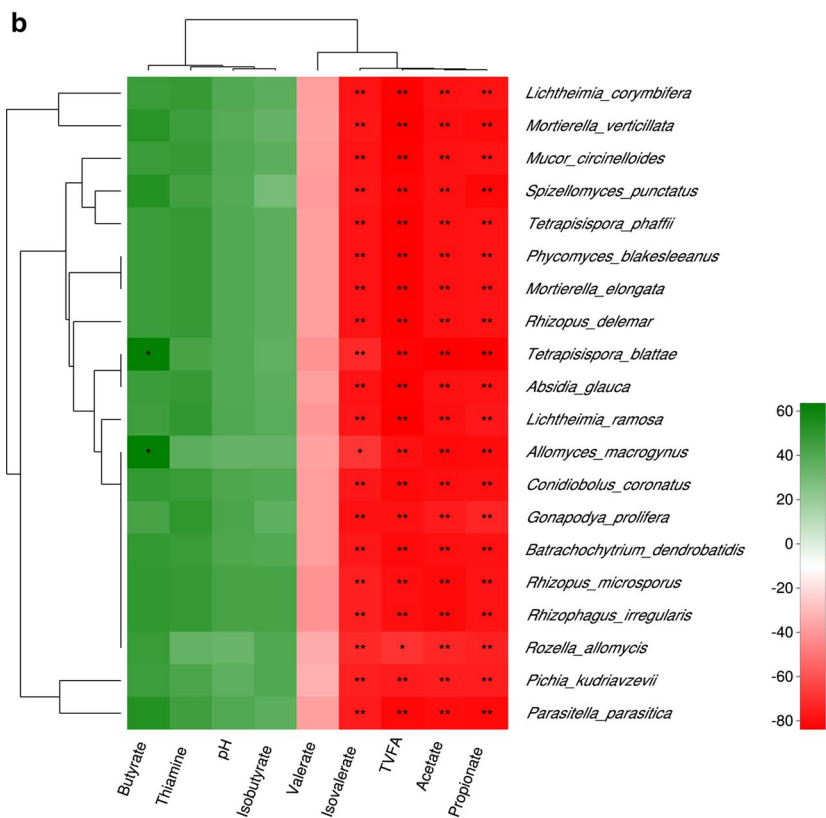 b
** ** ** ** Lichtheimia_corymbifera
** ** ** ** Mortierella_verticillata
** ** ** ** Mucor_circinelloides
** ** ** ** Spizellomyces_punctatus
** ** ** ** Tetrapisispora_phaffii
** ** ** ** Phycomyces_blakesleeanus
** ** ** ** Mortierella_elongata
** ** ** ** Rhizopus_delemar
* ** ** ** ** Tetrapisispora_blattae
** ** ** ** Absidia_glauca
** ** ** ** Lichtheimia_ramosa
* * ** ** ** Allomyces_macrogynus
** ** ** ** Conidiobolus_coronatus
** ** ** ** Gonapodya_prolifera
** ** ** ** Batrachochytrium_dendrobatidis
** ** ** ** Rhizopus_microsporus
** ** ** ** Rhizophagus_irregularis
** * ** ** Rozella_allomycis
** ** ** ** Pichia_kudriavzevii
** ** ** ** Parasitella_parasitica
Butyrate Thiamine pH Isobutyrate Valerate Isovalerate TVFA Acetate Propionate
60
40
20
0
-20
-40
-60
-80